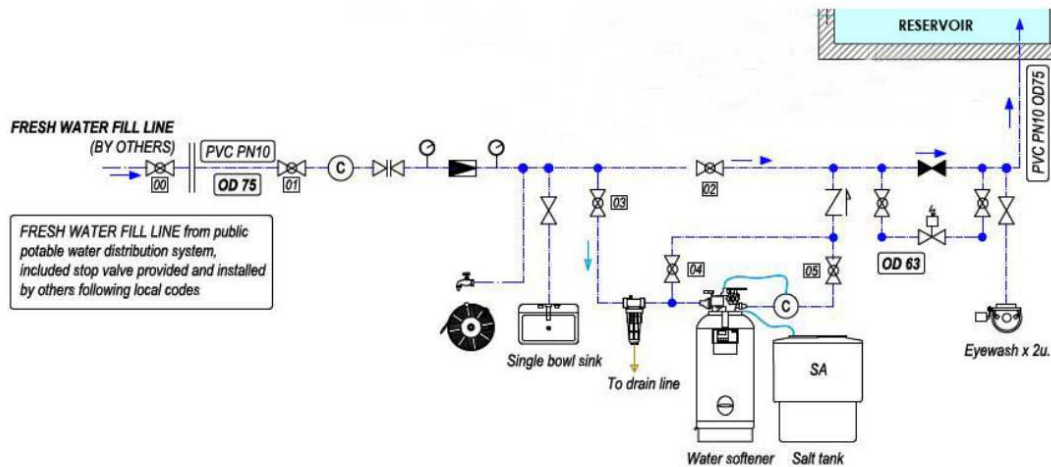 RESERVOIR
FRESH WATER FILL LINE
(BY OTHERS)
PVC PN10
OD 75
00
01
C
02
03
PVC PN10 OD75
FRESH WATER FILL LINE from public
potable water distribution system,
included stop valve provided and installed
by others following local codes
04
05
OD 63
C
Single bowl sink
To drain line
SA
Eyewash x 2u.
Water softener
Salt tank